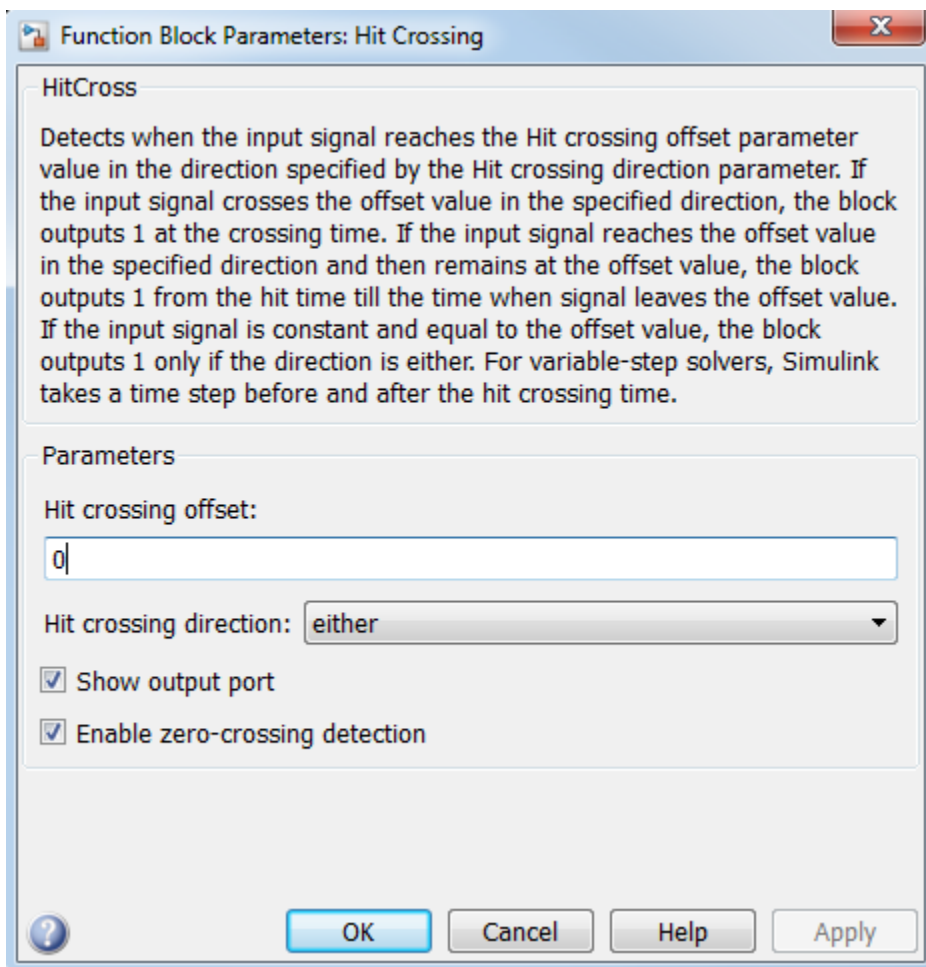 Function Block Parameters: Hit Crossing
x
HitCross
Detects when the input signal reaches the Hit crossing offset parameter
value in the direction specified by the Hit crossing direction parameter. If
the input signal crosses the offset value in the specified direction, the block
outputs 1 at the crossing time. If the input signal reaches the offset value
in the specified direction and then remains at the offset value, the block
outputs 1 from the hit time till the time when signal leaves the offset value.
If the input signal is constant and equal to the offset value, the block
outputs 1 only if the direction is either. For variable-step solvers, Simulink
takes a time step before and after the hit crossing time.
Parameters
Hit crossing offset:
0
Hit crossing direction: either
Show output port
Enable zero-crossing detection
? OK Cancel Help Apply